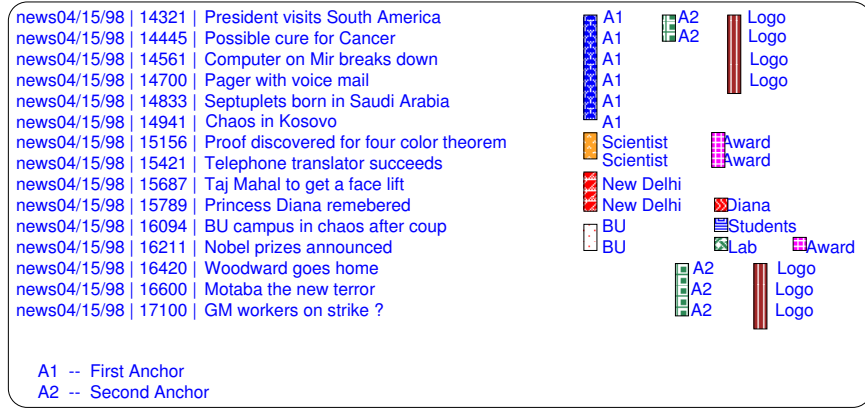 news04/15/98 | 14321 | President visits South America A1 A2 Logo
news04/15/98 | 14445 | Possible cure for Cancer A1 A2 Logo
news04/15/98 | 14561 | Computer on Mir breaks down A1 Logo
news04/15/98 | 14700 | Pager with voice mail A1 Logo
news04/15/98 | 14833 | Septuplets born in Saudi Arabia A1
news04/15/98 | 14941 | Chaos in Kosovo A1
news04/15/98 | 15156 | Proof discovered for four color theorem Scientist Award
news04/15/98 | 15421 | Telephone translator succeeds Scientist Award
news04/15/98 | 15687 | Taj Mahal to get a face lift New Delhi
news04/15/98 | 15789 | Princess Diana remebered New Delhi Diana
news04/15/98 | 16094 | BU campus in chaos after coup BU Students
news04/15/98 | 16211 | Nobel prizes announced BU Lab Award
news04/15/98 | 16420 | Woodward goes home A2 Logo
news04/15/98 | 16600 | Motaba the new terror A2 Logo
news04/15/98 | 17100 | GM workers on strike ? A2 Logo
A1 -- First Anchor
A2 -- Second Anchor